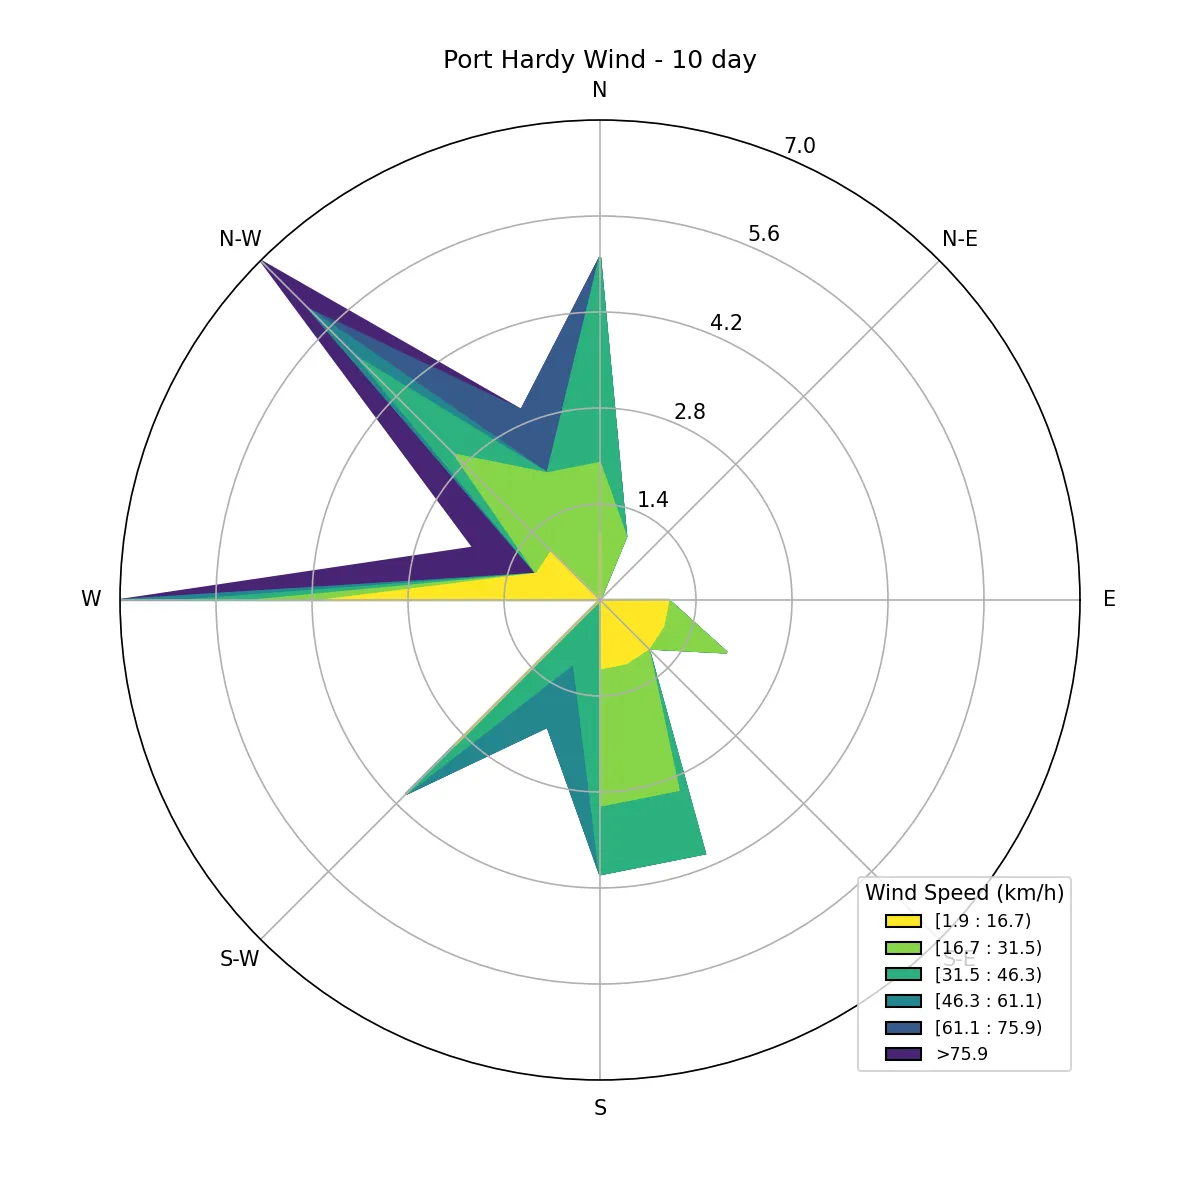 Port Hardy Wind - 10 day
N
7.0
N-W
N-E
5.6
4.2
2.8
1.4
W
E
S-W
S-E
S
Wind Speed (km/h)
[1.9 : 16.7)
[16.7 : 31.5)
[31.5 : 46.3)
[46.3 : 61.1)
[61.1 : 75.9)
>75.9